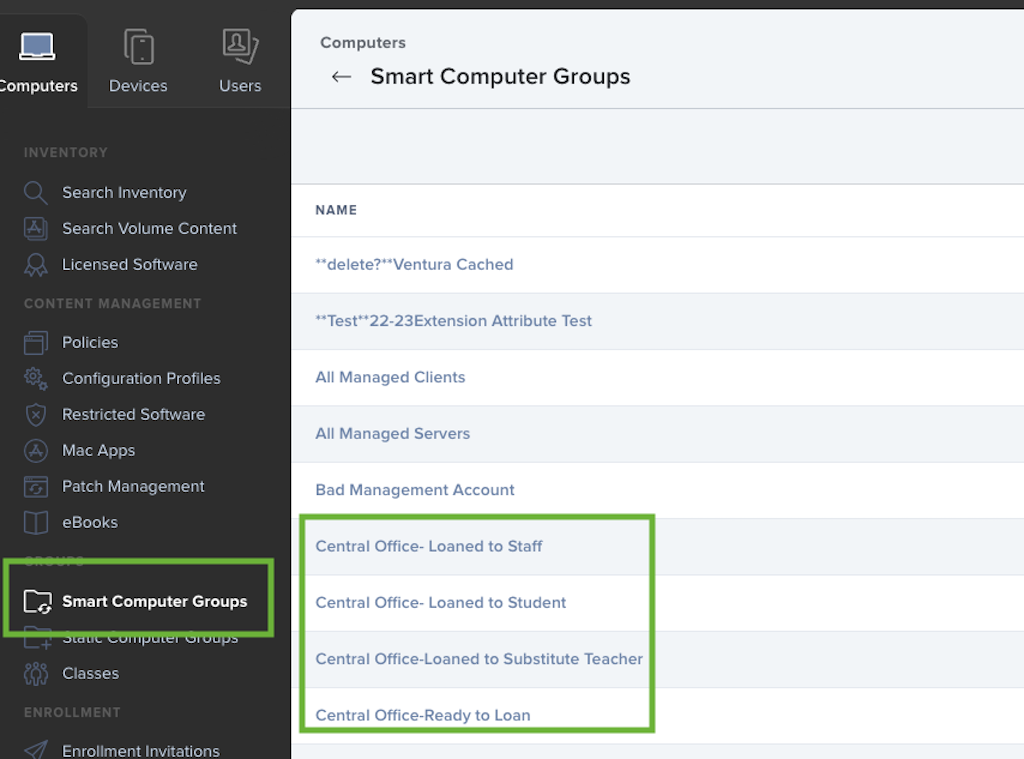 Computers
Devices
Users
INVENTORY
Search Inventory
Search Volume Content
Licensed Software
CONTENT MANAGEMENT
Policies
Configuration Profiles
Restricted Software
Mac Apps
Patch Management
eBooks
GROUPS
Smart Computer Groups
Static Computer Groups
Classes
ENROLLMENT
Enrollment Invitations
Computers
← Smart Computer Groups
NAME
**delete?**Ventura Cached
**Test**22-23Extension Attribute Test
All Managed Clients
All Managed Servers
Bad Management Account
Central Office- Loaned to Staff
Central Office- Loaned to Student
Central Office-Loaned to Substitute Teacher
Central Office-Ready to Loan